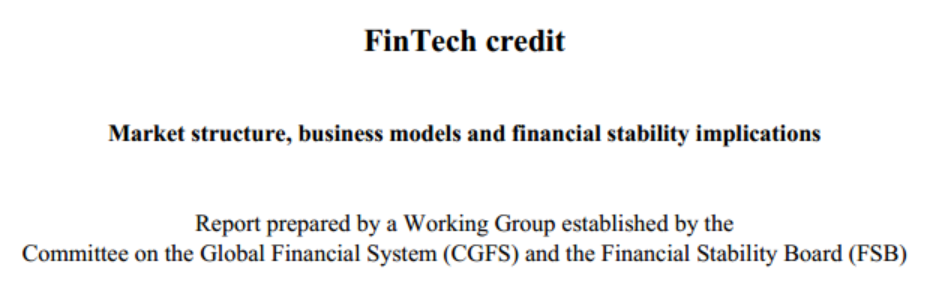 FinTech credit
Market structure, business models and financial stability implications
Report prepared by a Working Group established by the
Committee on the Global Financial System (CGFS) and the Financial Stability Board (FSB)